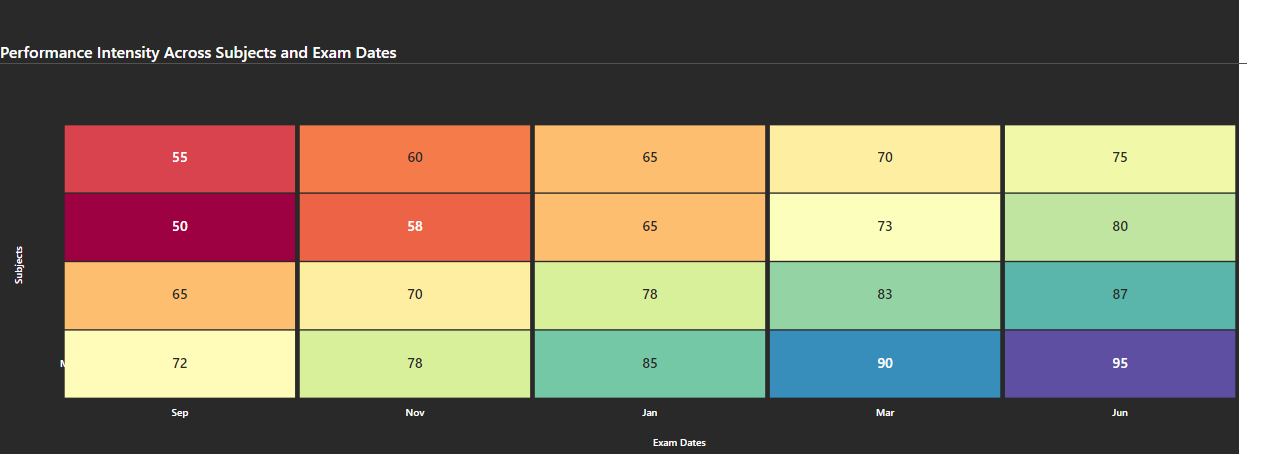 Performance Intensity Across Subjects and Exam Dates
55 60 65 70 75
50 58 65 73 80
Subjects
65 70 78 83 87
72 78 85 90 95
Sep Nov Jan Mar Jun
Exam Dates